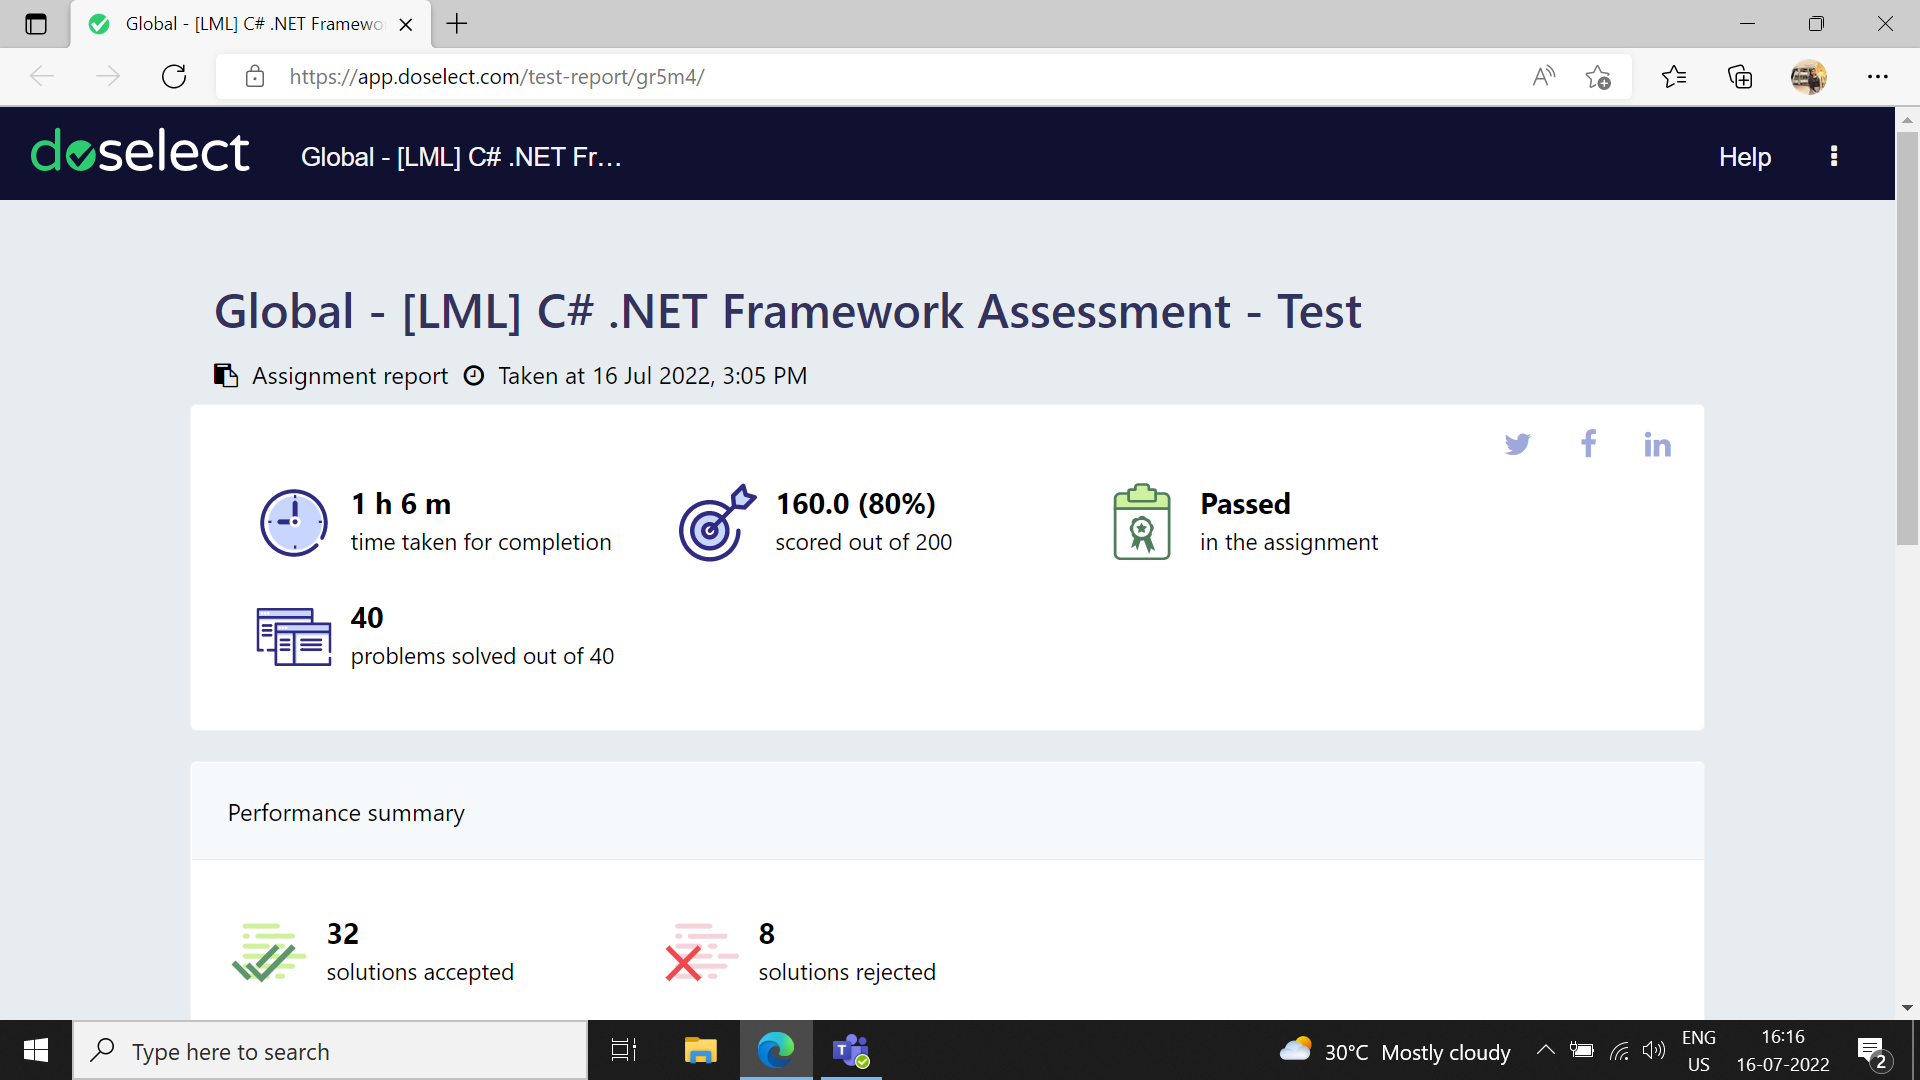 Global - [LML] C# .NET Framewo
https://app.doselect.com/test-report/gr5m4/
doselect
Global - [LML] C# .NET Fr...
Help
Global - [LML] C# .NET Framework Assessment - Test
Assignment report
Taken at 16 Jul 2022, 3:05 PM
1 h 6 m
time taken for completion
160.0 (80%)
scored out of 200
Passed
in the assignment
40
problems solved out of 40
Performance summary
32
solutions accepted
8
solutions rejected
Type here to search
30°C Mostly cloudy
ENG
US
16:16
16-07-2022
2